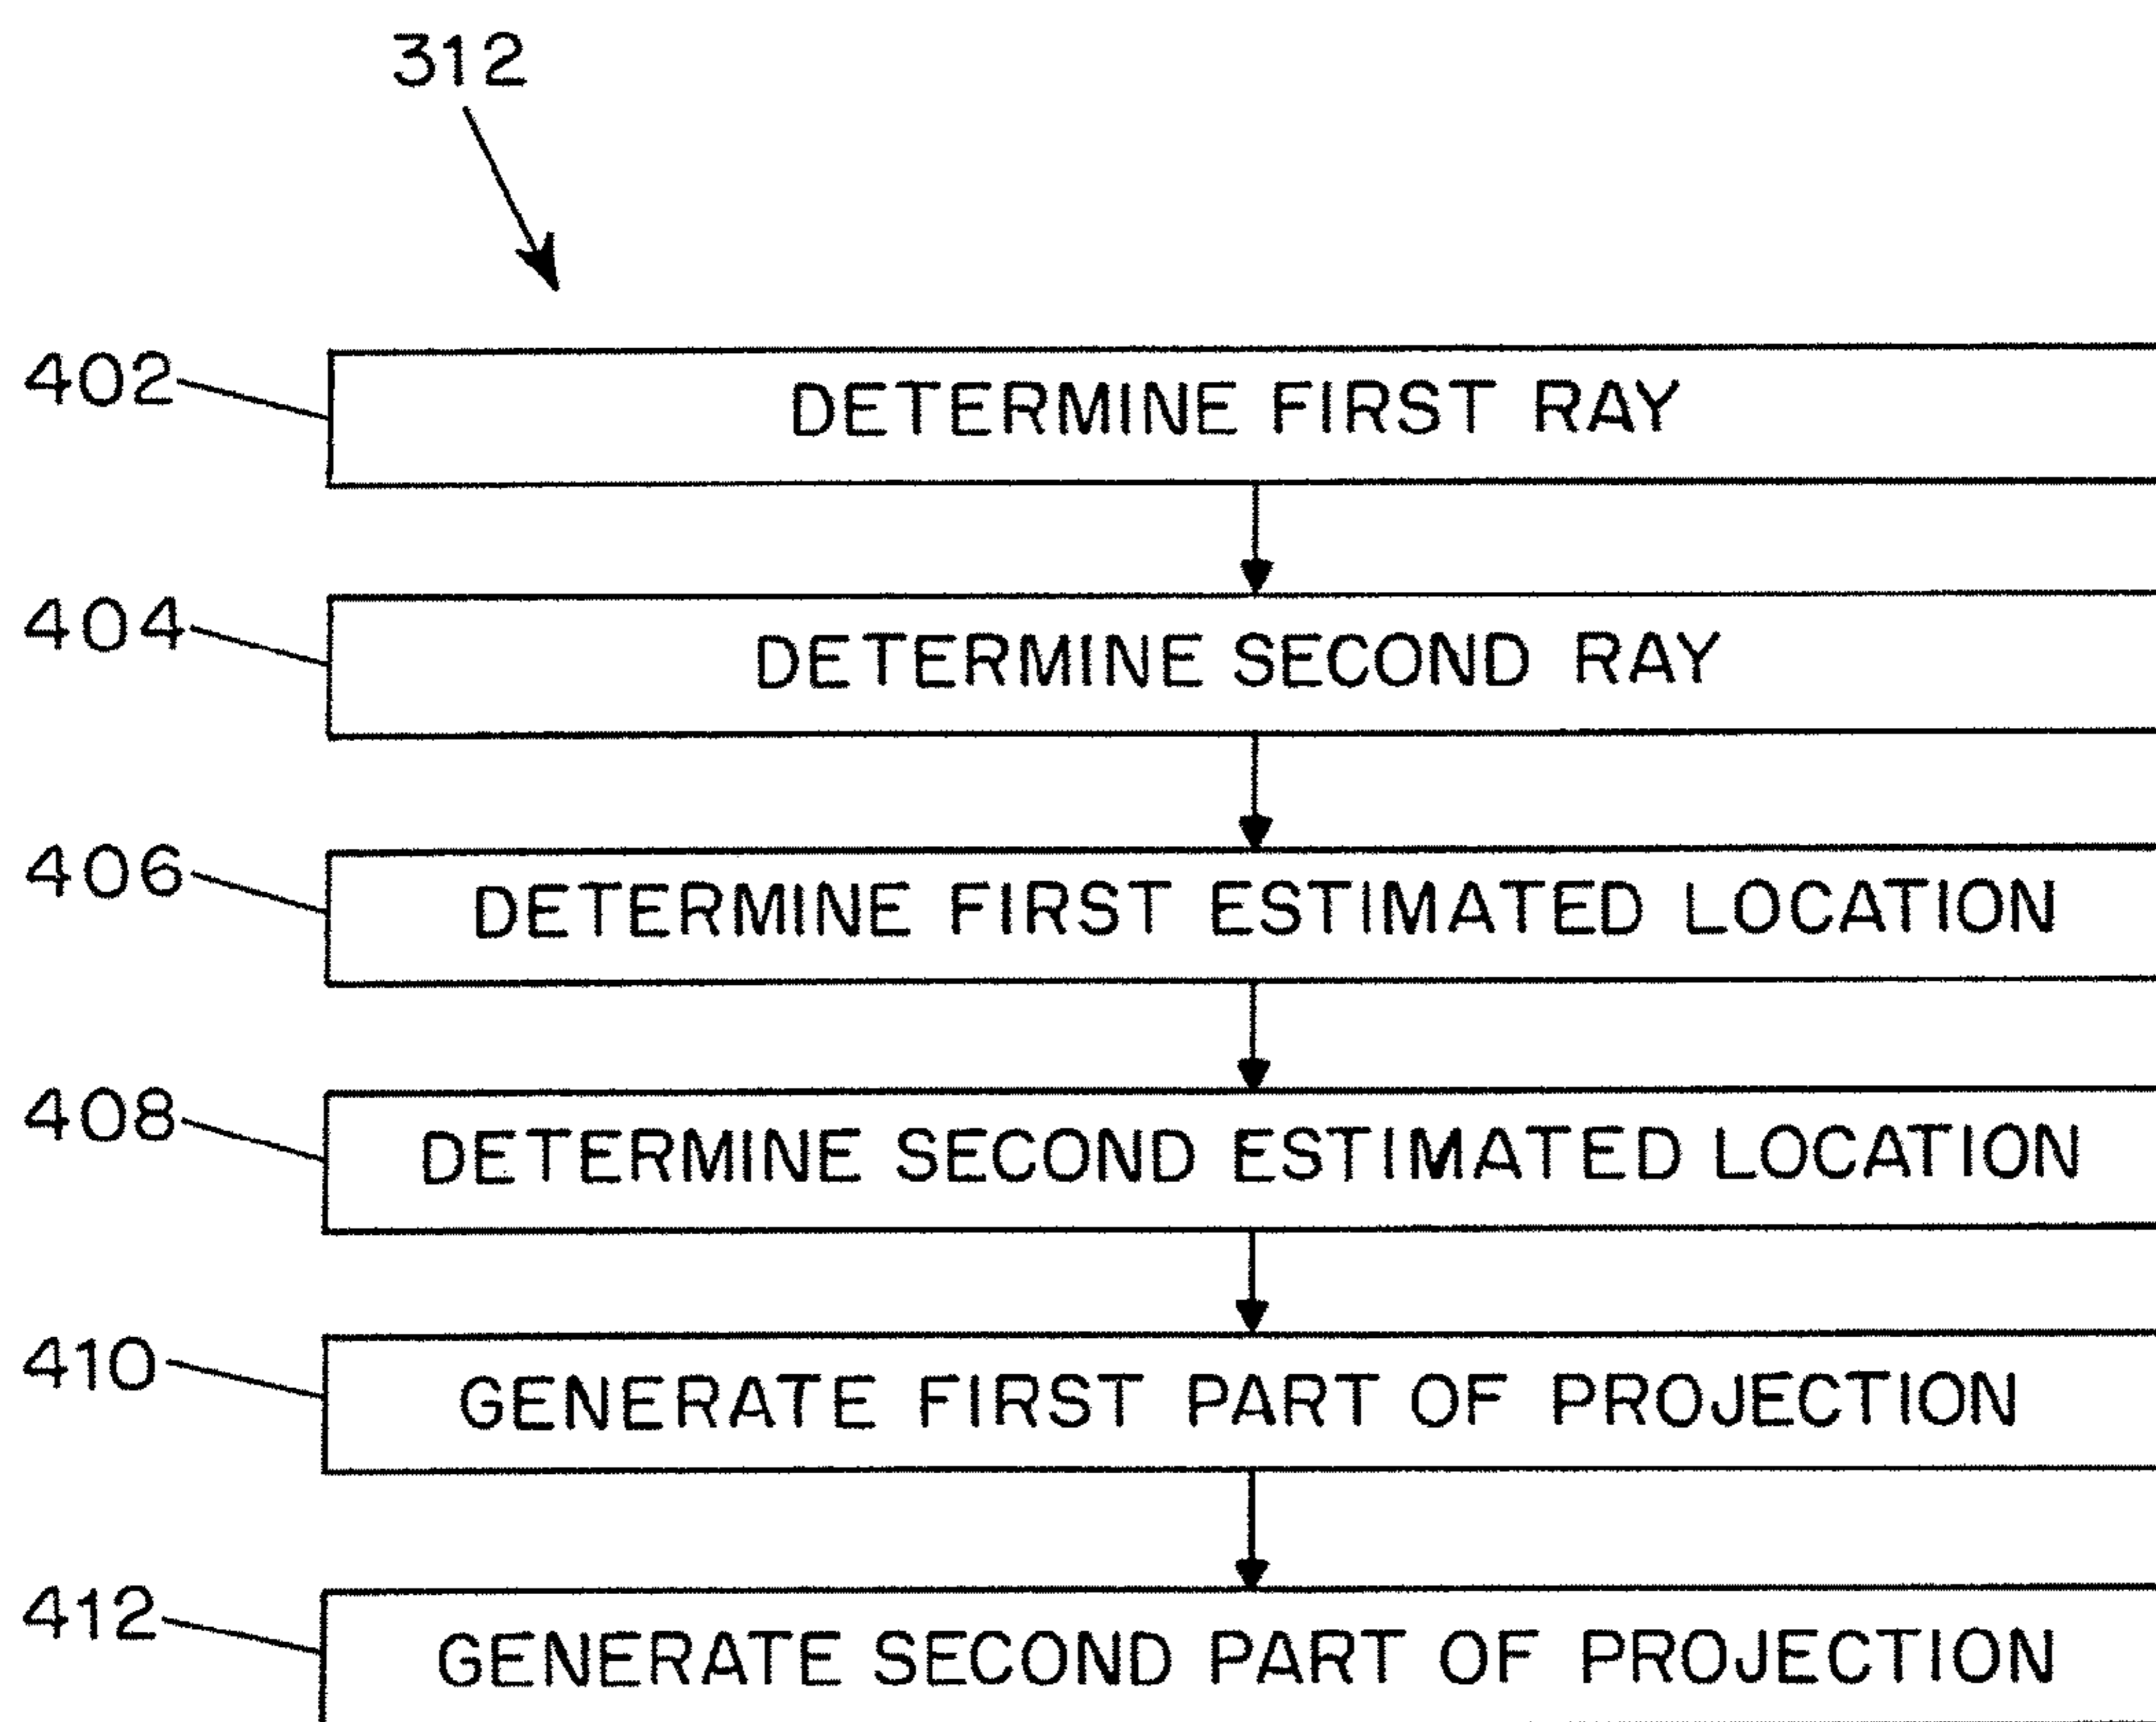 312
402 DETERMINE FIRST RAY
404 DETERMINE SECOND RAY
406 DETERMINE FIRST ESTIMATED LOCATION
408 DETERMINE SECOND ESTIMATED LOCATION
410 GENERATE FIRST PART OF PROJECTION
412 GENERATE SECOND PART OF PROJECTION